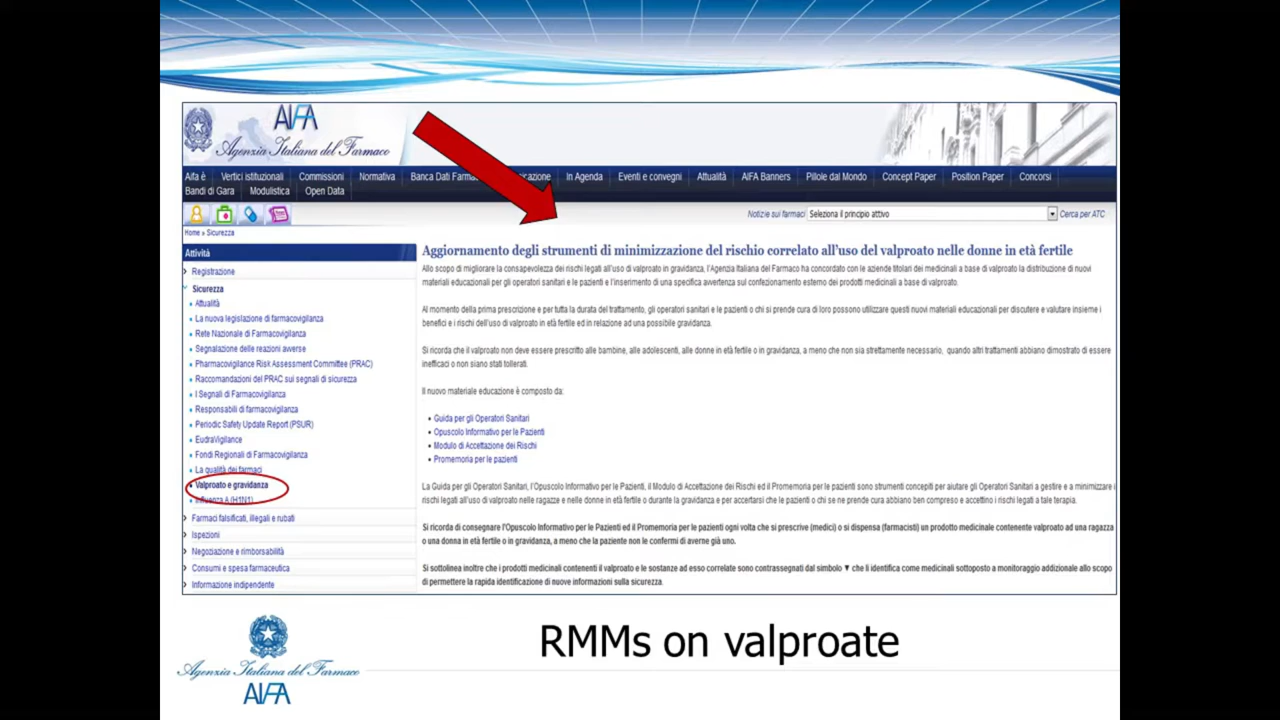 AIFA
Agenzia Italiana del Farmaco
Aifa è Vertici istituzionali Commissioni Normativa Banca Dati In Agenda Eventi e convegni Attualità AIFA Banners Pillole dal Mondo Concept Paper Position Paper Concorsi
Bandi di Gara Modulistica Open Data
Notizie sui farmaci Seleziona il principio attivo Cerca per ATC
Home » Sicurezza
Attività
Registrazione
Sicurezza
Attualità
La nuova legislazione di farmacovigilanza
Rete Nazionale di Farmacovigilanza
Segnalazione delle reazioni avverse
Pharmacovigilance Risk Assessment Committee (PRAC)
Raccomandazioni del PRAC sui segnali di sicurezza
I Segnali di Farmacovigilanza
Responsabili di farmacovigilanza
Periodic Safety Update Report (PSUR)
EudraVigilance
Fondi Regionali di Farmacovigilanza
La qualità dei farmaci
Valproato e gravidanza
Influenza A (H1N1)
Farmaci falsificati, illegali e rubati
Ispezioni
Negoziazione e rimborsabilità
Consumi e spesa farmaceutica
Informazione indipendente
Aggiornamento degli strumenti di minimizzazione del rischio correlato all'uso del valproato nelle donne in età fertile
Allo scopo di migliorare la consapevolezza dei rischi legati all'uso di valproato in gravidanza, l'Agenzia Italiana del Farmaco ha concordato con le aziende titolari dei medicinali a base di valproato la distribuzione di nuovi
materiali educazionali per gli operatori sanitari e le pazienti e l'inserimento di una specifica avvertenza sul confezionamento esterno dei prodotti medicinali a base di valproato.
Al momento della prima prescrizione e per tutta la durata del trattamento, gli operatori sanitari e le pazienti o chi si prende cura di loro possono utilizzare questi nuovi materiali educazionali per discutere e valutare insieme i
benefici e i rischi dell'uso di valproato in età fertile ed in relazione ad una possibile gravidanza.
Si ricorda che il valproato non deve essere prescritto alle bambine, alle adolescenti, alle donne in età fertile o in gravidanza, a meno che non sia strettamente necessario, quando altri trattamenti abbiano dimostrato di essere
inefficaci o non siano stati tollerati.
Il nuovo materiale educazione è composto da:
Guida per gli Operatori Sanitari
Opuscolo Informativo per le Pazienti
Modulo di Accettazione dei Rischi
Promemoria per le pazienti
La Guida per gli Operatori Sanitari, l'Opuscolo Informativo per le Pazienti, il Modulo di Accettazione dei Rischi ed il Promemoria per le pazienti sono strumenti concepiti per aiutare gli Operatori Sanitari a gestire e a minimizzare i
rischi legati all'uso di valproato nelle ragazze e nelle donne in età fertile o durante la gravidanza e per accertarsi che le pazienti o chi se ne prende cura abbiano ben compreso e accettino i rischi legati a tale terapia.
Si ricorda di consegnare l'Opuscolo Informativo per le Pazienti ed il Promemoria per le pazienti ogni volta che si prescrive (medici) o si dispensa (farmacisti) un prodotto medicinale contenente valproato ad una ragazza
o una donna in età fertile o in gravidanza, a meno che la paziente non le confermi di averne già uno.
Si sottolinea inoltre che i prodotti medicinali contenenti il valproato e le sostanze ad esso correlate sono contrassegnati dal simbolo ▼ che li identifica come medicinali sottoposto a monitoraggio addizionale allo scopo
di permettere la rapida identificazione di nuove informazioni sulla sicurezza.
RMMs on valproate
Agenzia Italiana del Farmaco
AIFA